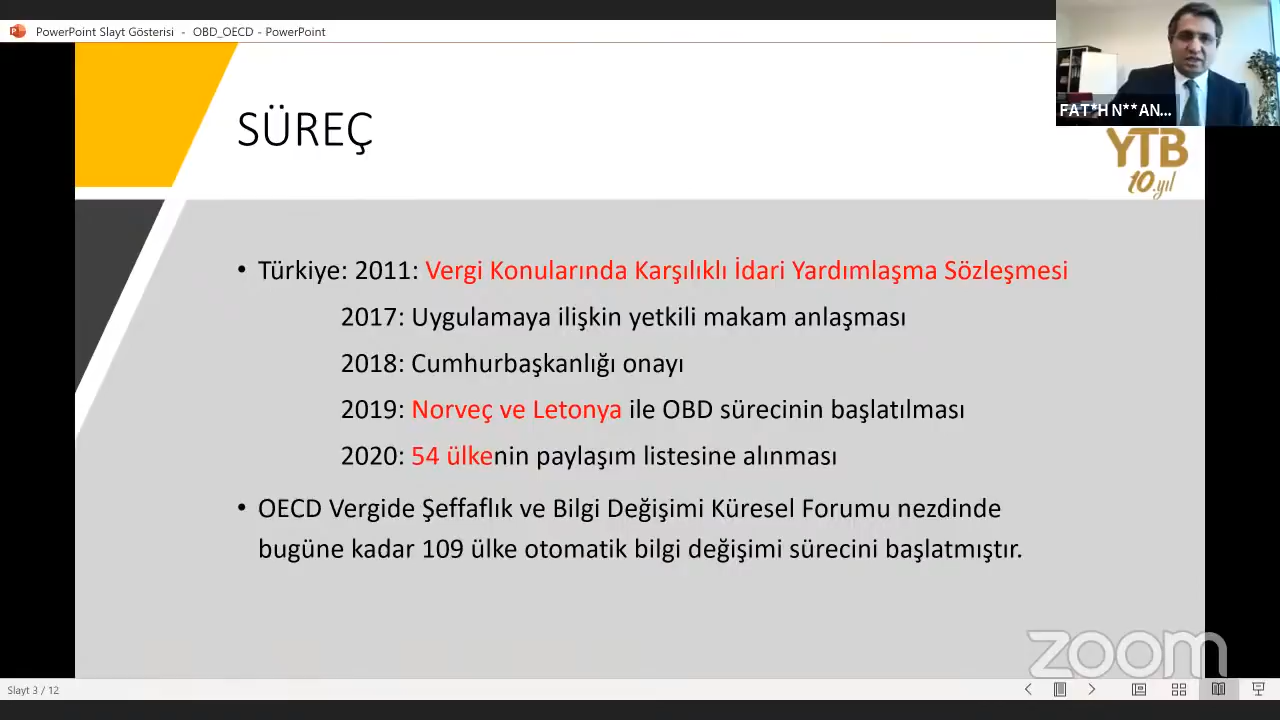 PowerPoint Slayt Gösterisi - OBD_OECD - PowerPoint
FAT*H N**AN...
YTB
10.yıl
SÜREÇ
• Türkiye: 2011: Vergi Konularında Karşılıklı İdari Yardımlaşma Sözleşmesi
2017: Uygulamaya ilişkin yetkili makam anlaşması
2018: Cumhurbaşkanlığı onayı
2019: Norveç ve Letonya ile OBD sürecinin başlatılması
2020: 54 ülkenin paylaşım listesine alınması
• OECD Vergide Şeffaflık ve Bilgi Değişimi Küresel Forumu nezdinde
bugüne kadar 109 ülke otomatik bilgi değişimi sürecini başlatmıştır.
zoom
Slayt 3 / 12